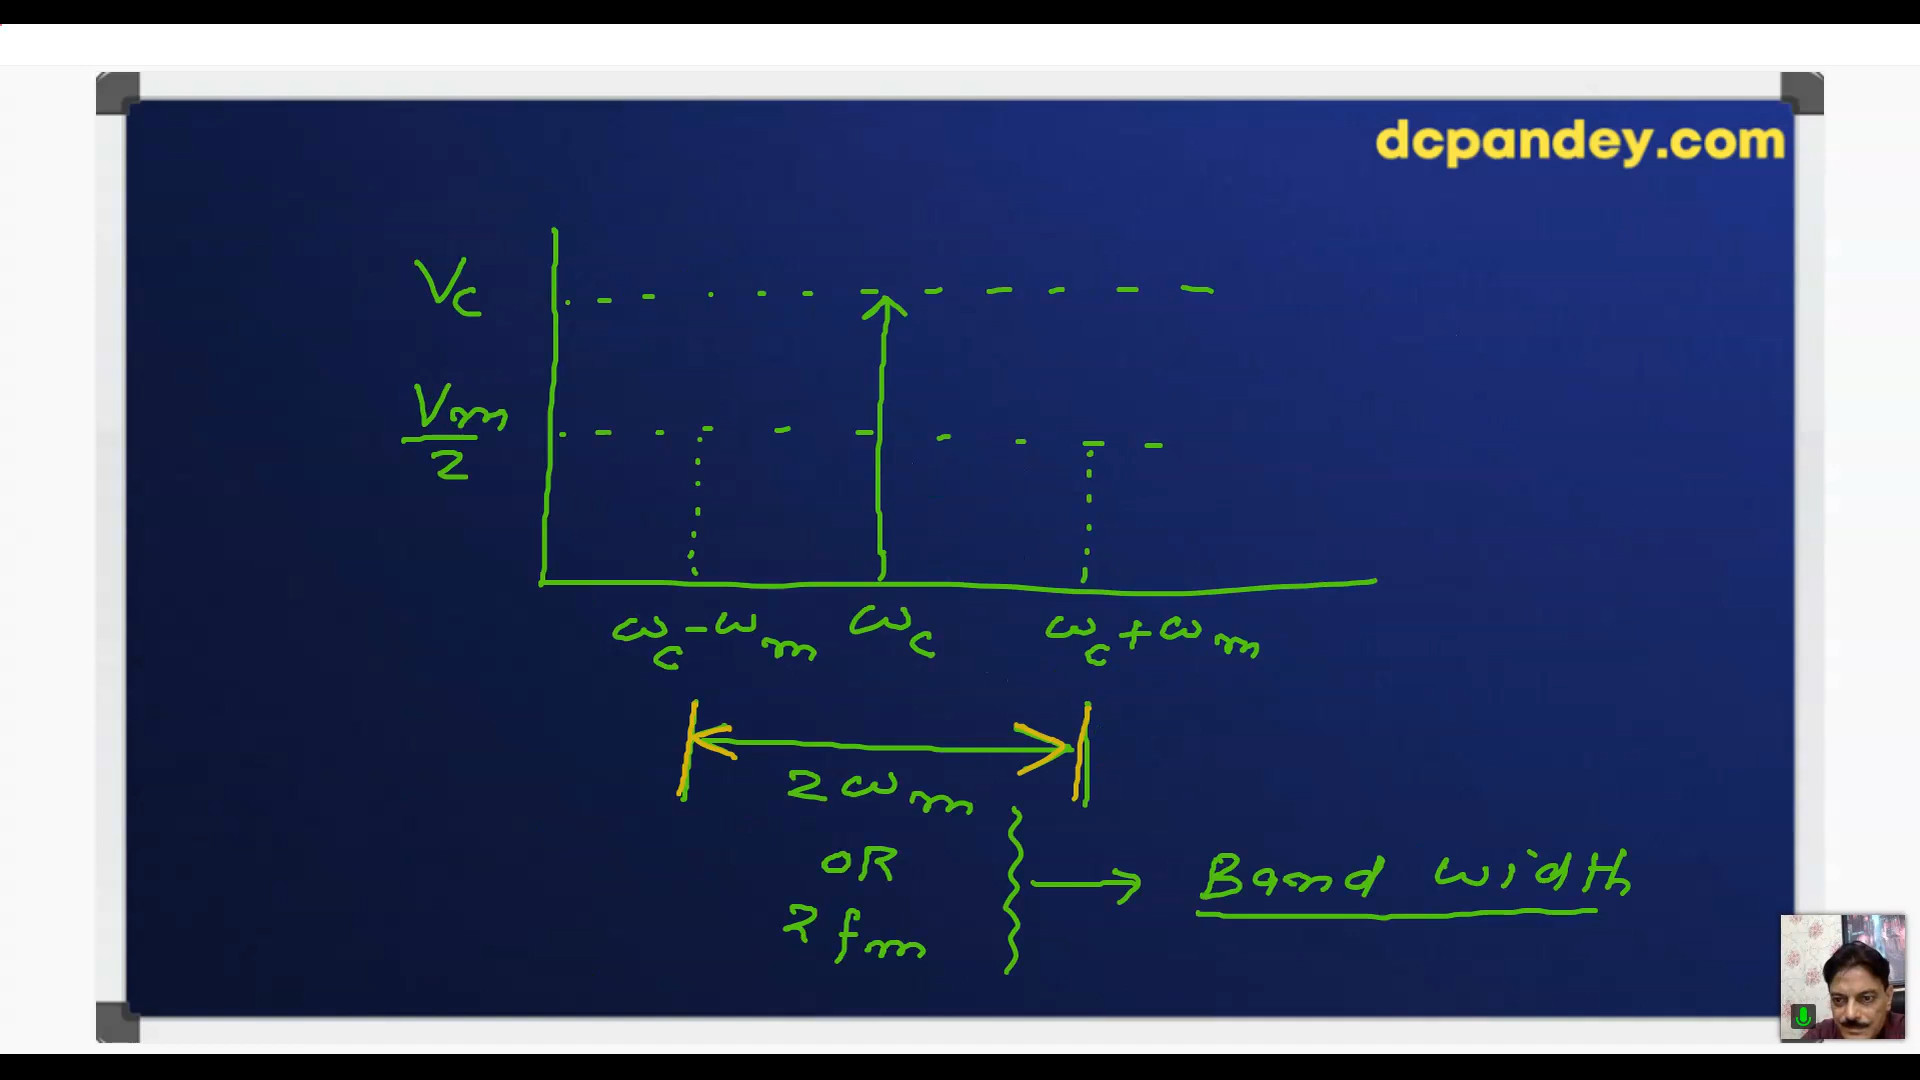 dcpandey.com
Vc
Vm
2
ωc-ωm ωc ωc+ωm
2ωm
OR
2fm
Band width